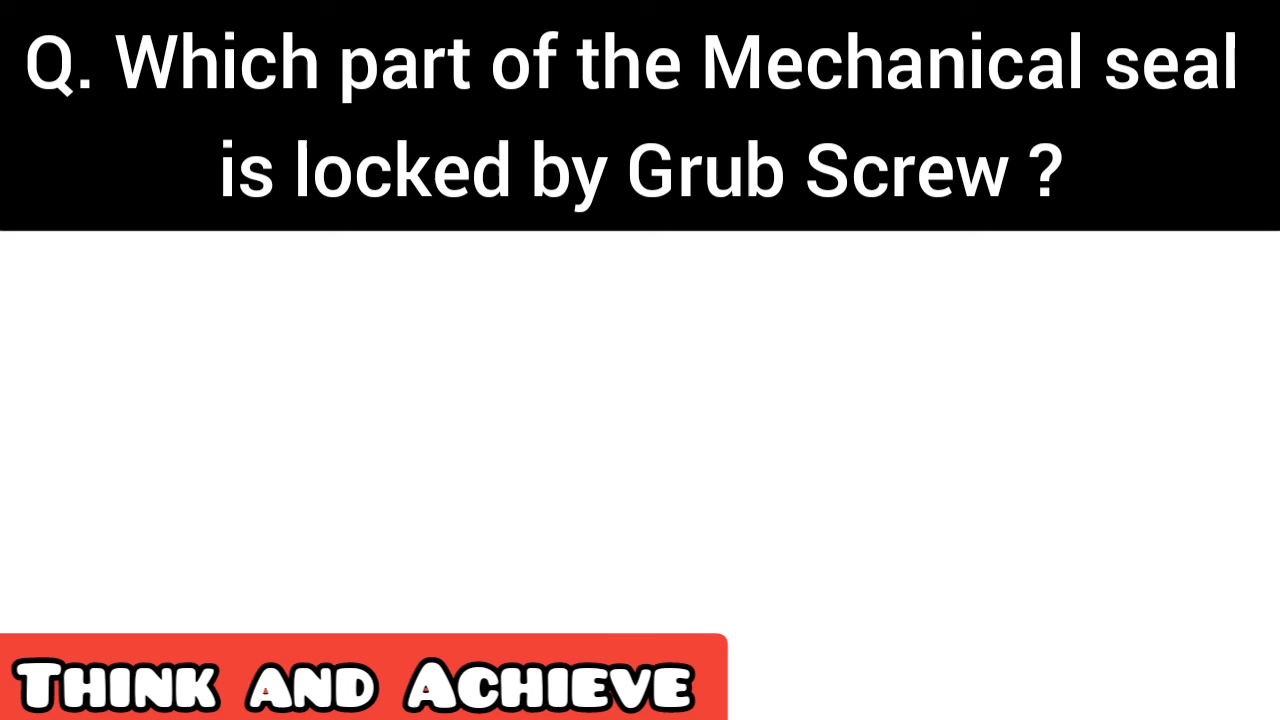 Q. Which part of the Mechanical seal
is locked by Grub Screw ?
THINK AND ACHIEVE